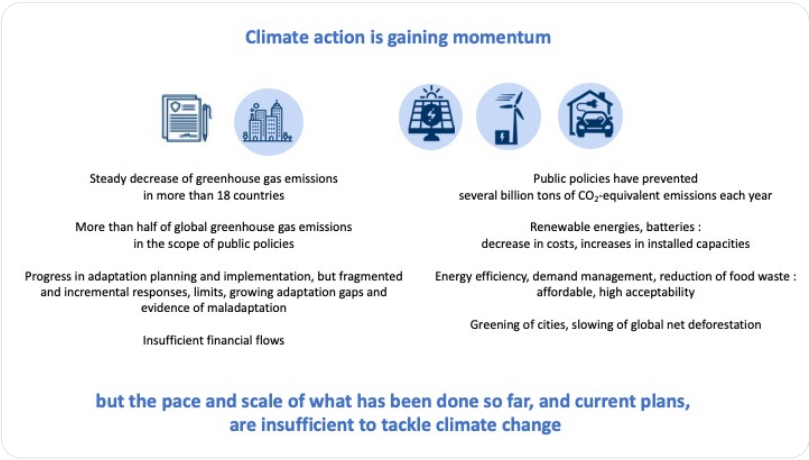 Climate action is gaining momentum
Steady decrease of greenhouse gas emissions
in more than 18 countries
More than half of global greenhouse gas emissions
in the scope of public policies
Progress in adaptation planning and implementation, but fragmented
and incremental responses, limits, growing adaptation gaps and
evidence of maladaptation
Insufficient financial flows
Public policies have prevented
several billion tons of CO₂-equivalent emissions each year
Renewable energies, batteries :
decrease in costs, increases in installed capacities
Energy efficiency, demand management, reduction of food waste :
affordable, high acceptability
Greening of cities, slowing of global net deforestation
but the pace and scale of what has been done so far, and current plans,
are insufficient to tackle climate change